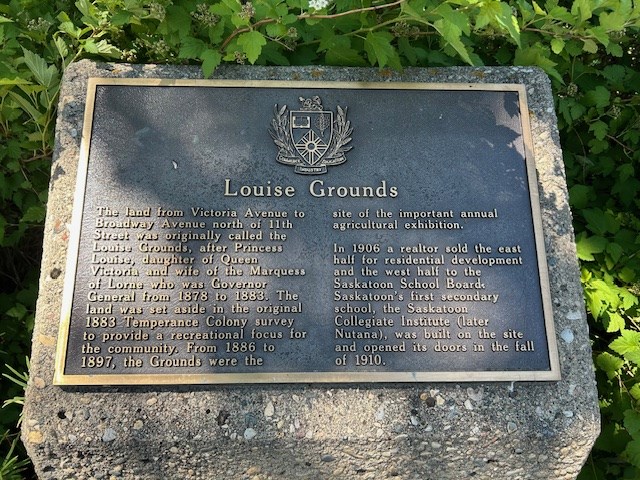 INDUSTRY
Louise Grounds
The land from Victoria Avenue to
Broadway Avenue north of 11th
Street was originally called the
Louise Grounds, after Princess
Louise, daughter of Queen
Victoria and wife of the Marquess
of Lorne who was Governor
General from 1878 to 1883. The
land was set aside in the original
1883 Temperance Colony survey
to provide a recreational focus for
the community. From 1886 to
1897, the Grounds were the
site of the important annual
agricultural exhibition.
In 1906 a realtor sold the east
half for residential development
and the west half to the
Saskatoon School Board.
Saskatoon's first secondary
school, the Saskatoon
Collegiate Institute (later
Nutana), was built on the site
and opened its doors in the fall
of 1910.